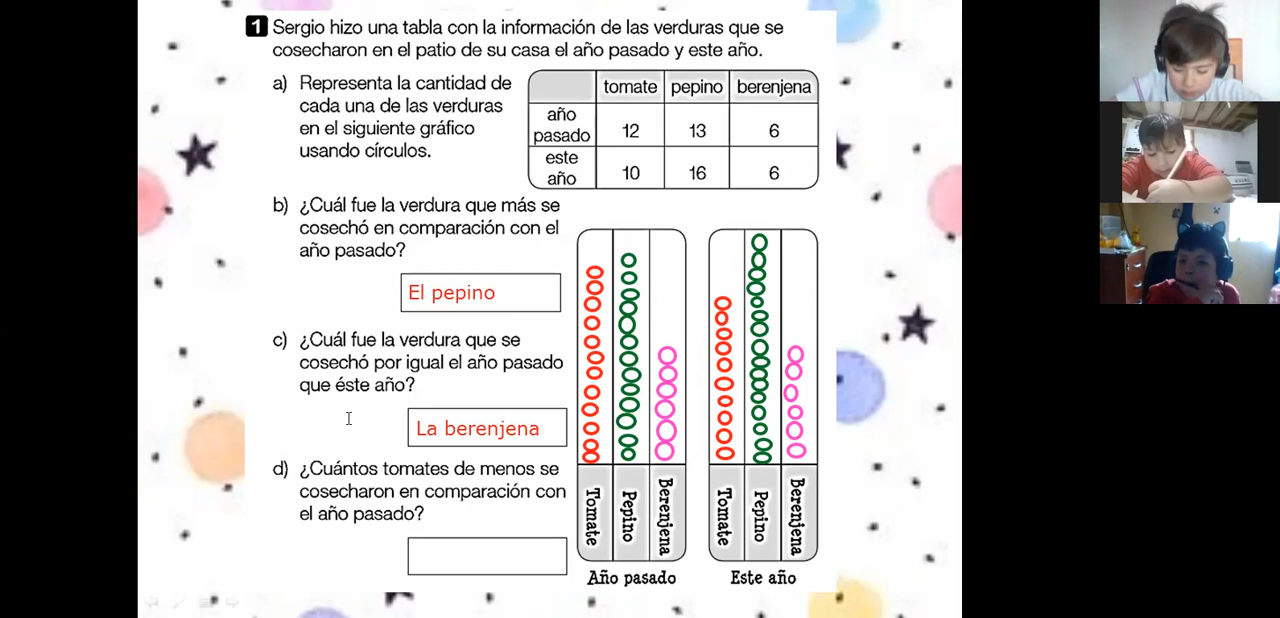 1 Sergio hizo una tabla con la información de las verduras que se
cosecharon en el patio de su casa el año pasado y este año.
a) Representa la cantidad de
cada una de las verduras
en el siguiente gráfico
usando círculos.
tomate pepino berenjena
año
pasado 12 13 6
este
año 10 16 6
b) ¿Cuál fue la verdura que más se
cosechó en comparación con el
año pasado?
El pepino
c) ¿Cuál fue la verdura que se
cosechó por igual el año pasado
que éste año?
La berenjena
d) ¿Cuántos tomates de menos se
cosecharon en comparación con
el año pasado?
Tomate
Pepino
Berenjena
Año pasado
Tomate
Pepino
Berenjena
Este año